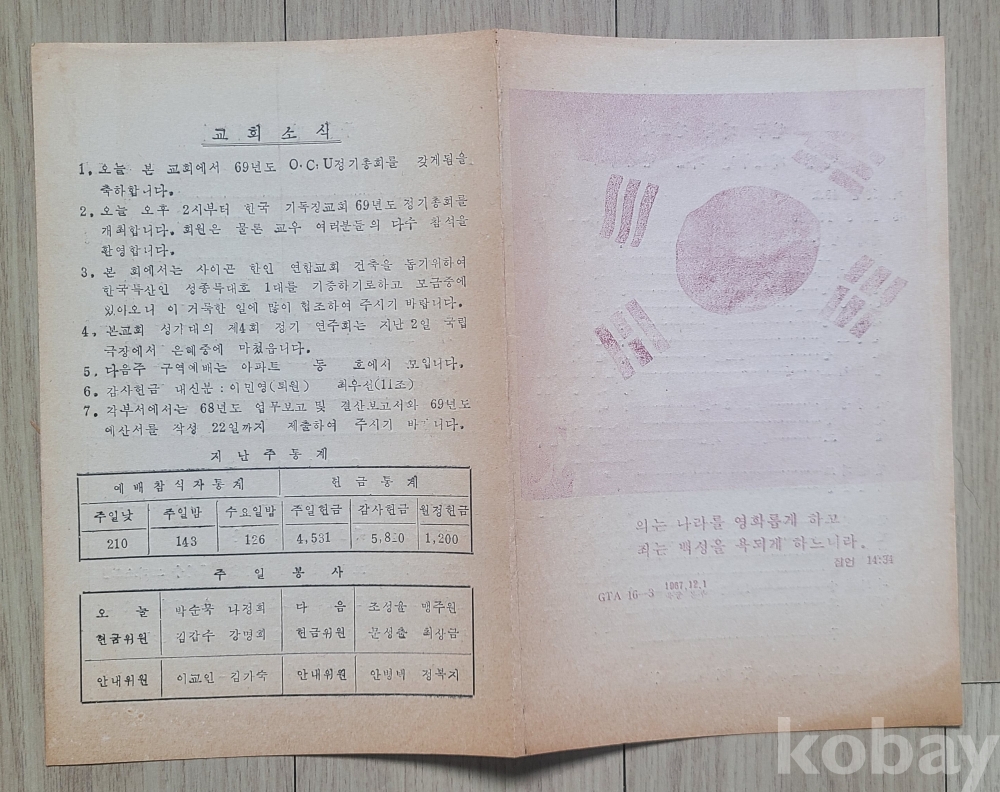 교 회 소 식
1. 오늘 본 교회에서 69년도 O.C.U정기총회를 갖게됨을
축하합니다.
2. 오늘 오후 2시부터 한국 기독장교회 69년도 정기총회를
개최합니다. 회원은 물론 교우 여러분들의 다수 참석을
환영합니다.
3. 본 회에서는 사이곤 한인 연합교회 건축을 돕기위하여
한국특산인 성종특대호 1대를 기증하기로하고 모금중에
있아오니 이 거룩한 일에 많이 협조하여 주시기 바랍니다.
4. 본교회 성가대의 제4회 정기 연주회는 지난 2일 국립
극장에서 은혜중에 마쳤읍니다.
5. 다음주 구역예배는 아파트 등 호에서 모입니다.
6. 감사헌금 내신분 : 이민영(퇴원) 최우신(11조)
7. 각부서에서는 68년도 업무보고 및 결산보고서와 69년도
예산서를 작성 22일까지 제출하여 주시기 바랍니다.
지 난 주 통 계
예 배 참 석 자 통 계 헌 금 통 계
주일낮 주일밤 수요일밤 주일헌금 감사헌금 월정헌금
210 143 126 4,531 5,820 1,200
주 일 봉 사
오 늘 박순묵 나정희 다 음 조성율 맹주원
헌금위원 김갑수 강명희 헌금위원 문성출 최상금
안내위원 이교인 김가숙 안내위원 안병백 정복지
의는 나라를 영화롭게 하고
죄는 백성을 욕되게 하느니라.
잠언 14:34
1967.12.1
GTA 16-3
kobay